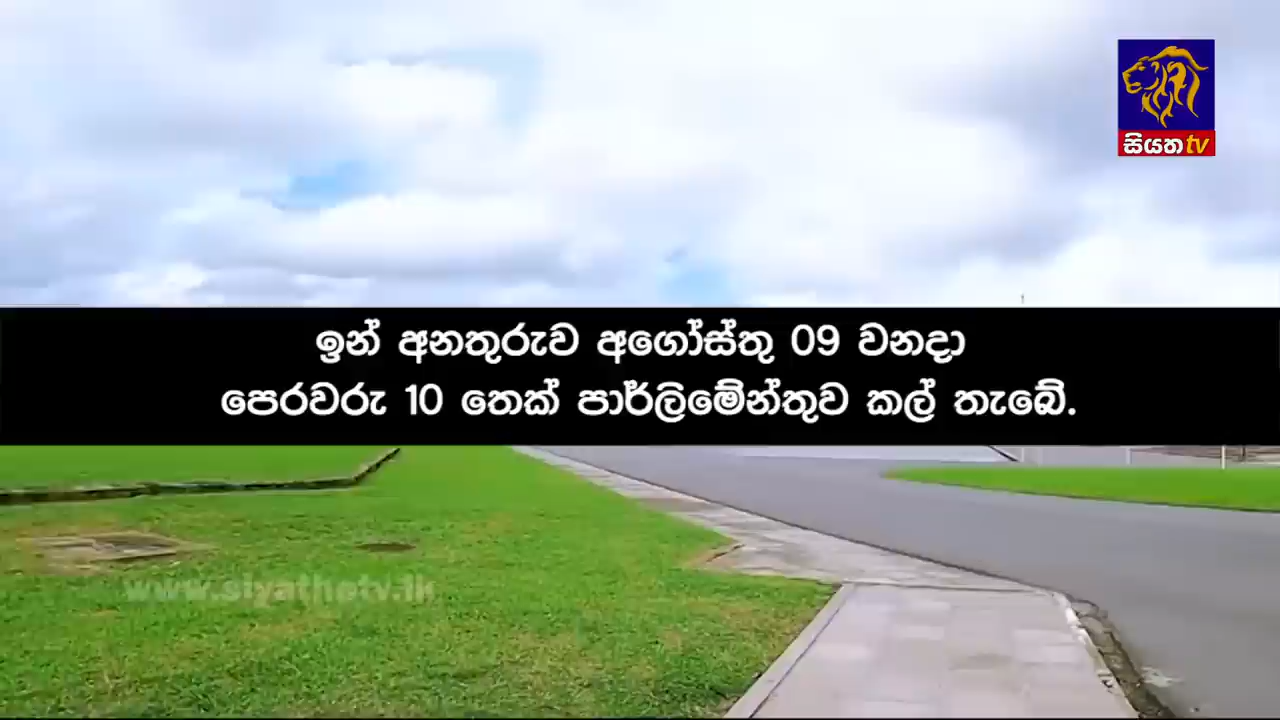 සියත tv
ඉන් අනතුරුව අගෝස්තු 09 වනදා
පෙරවරු 10 තෙක් පාර්ලිමේන්තුව කල් තැබේ.
www.siyathatv.lk